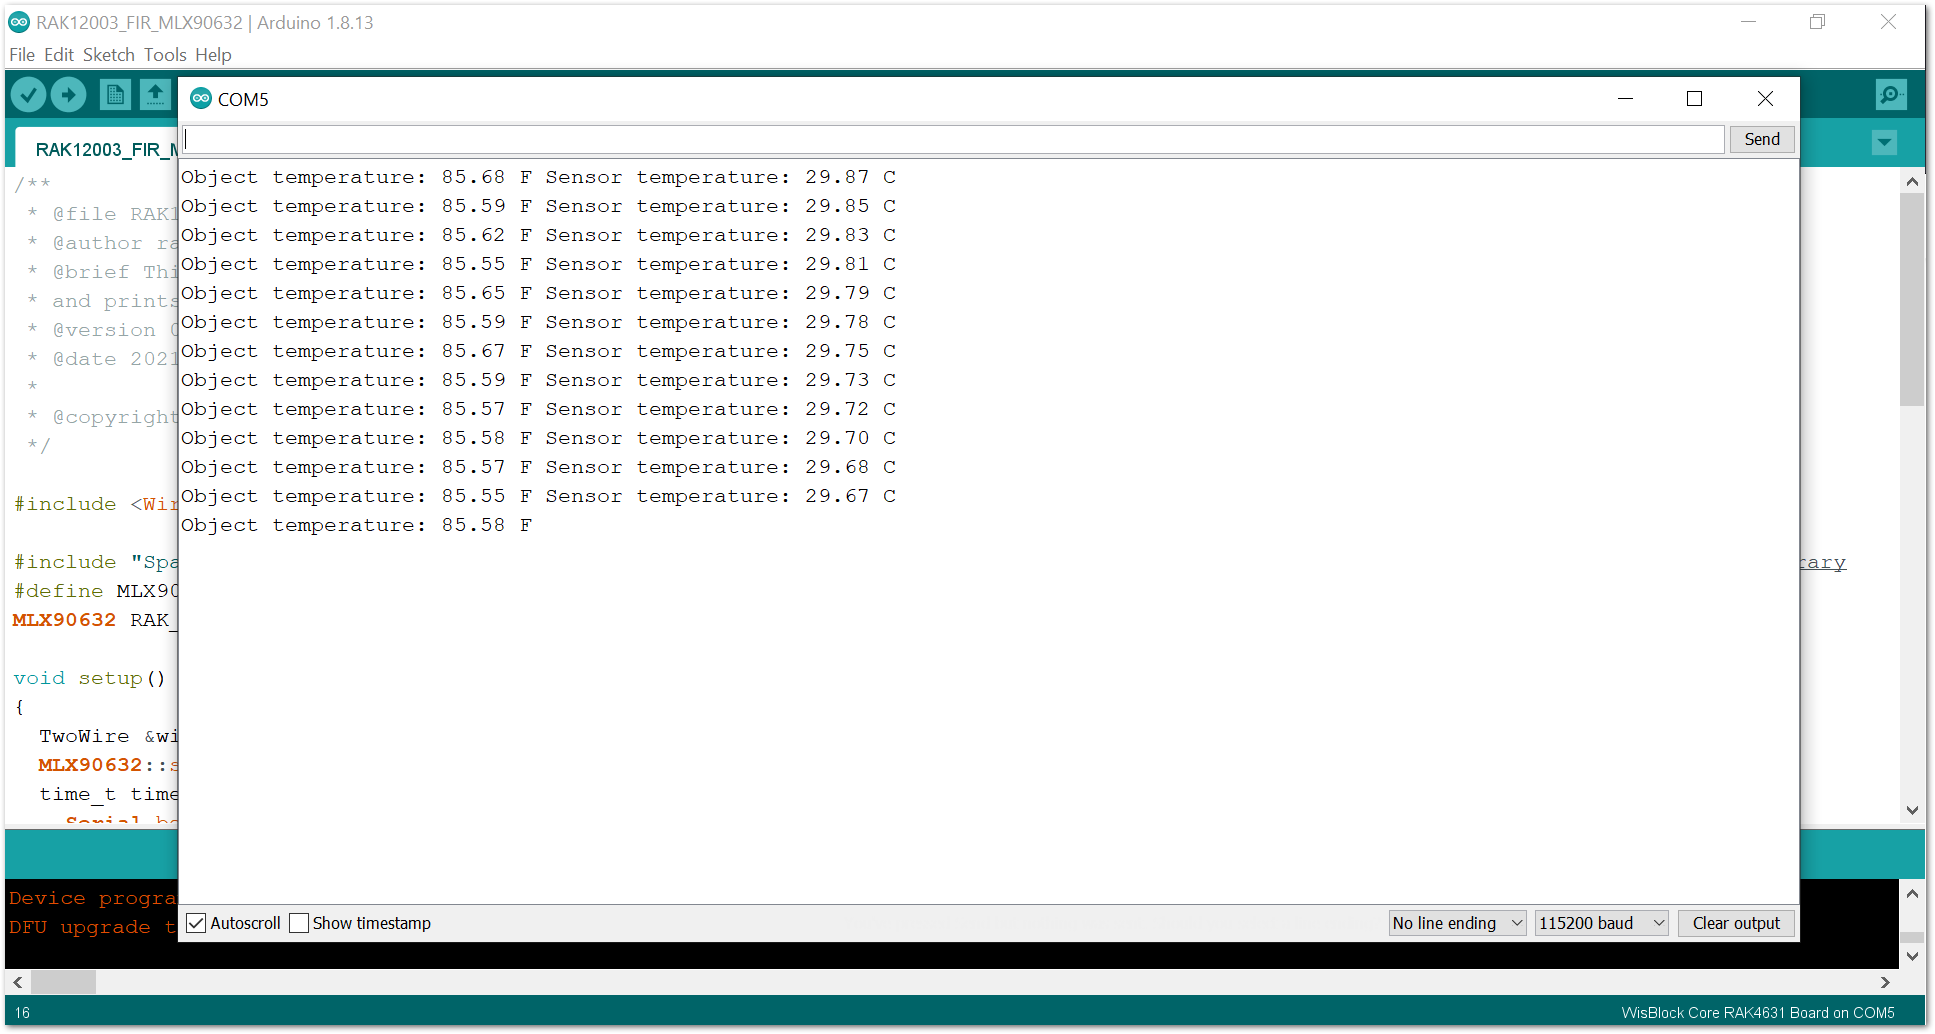 RAK12003_FIR_MLX90632 | Arduino 1.8.13
File Edit Sketch Tools Help
COM5
Send
RAK12003_FIR_M
Object temperature: 85.68 F Sensor temperature: 29.87 C
Object temperature: 85.59 F Sensor temperature: 29.85 C
Object temperature: 85.62 F Sensor temperature: 29.83 C
Object temperature: 85.55 F Sensor temperature: 29.81 C
Object temperature: 85.65 F Sensor temperature: 29.79 C
Object temperature: 85.59 F Sensor temperature: 29.78 C
Object temperature: 85.67 F Sensor temperature: 29.75 C
Object temperature: 85.59 F Sensor temperature: 29.73 C
Object temperature: 85.57 F Sensor temperature: 29.72 C
Object temperature: 85.58 F Sensor temperature: 29.70 C
Object temperature: 85.57 F Sensor temperature: 29.68 C
Object temperature: 85.55 F Sensor temperature: 29.67 C
Object temperature: 85.58 F
/**
* @file RAK1
* @author ra
* @brief Thi
* and prints
* @version 0
* @date 2021
*
* @copyright
*/
#include <Wir
#include "Spa
rary
#define MLX90
MLX90632 RAK_
void setup()
{
TwoWire &wi
MLX90632::s
time_t time
Serial.be
Device progra
DFU upgrade t
Autoscroll Show timestamp
No line ending 115200 baud Clear output
16
WisBlock Core RAK4631 Board on COM5